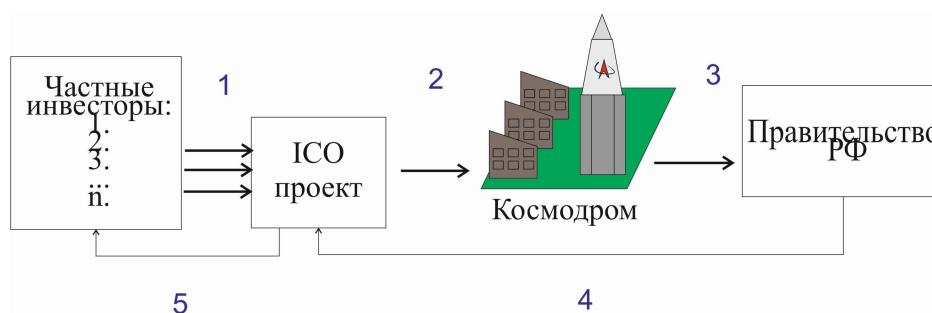 Частные
инвесторы:
1.
2.
3.
...
n.
1
ICO
проект
2
Космодром
3
Правительство
РФ
5
4